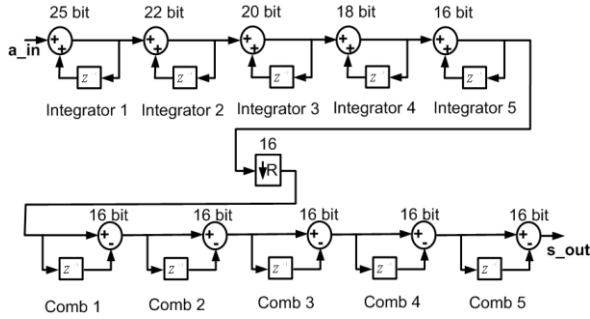 25 bit 22 bit 20 bit 18 bit 16 bit
a_in
+ + + + + + + + + +
z z z z z
Integrator 1 Integrator 2 Integrator 3 Integrator 4 Integrator 5
16
R
16 bit 16 bit 16 bit 16 bit 16 bit
+ - + - + - + - + -
s_out
z z z z z
Comb 1 Comb 2 Comb 3 Comb 4 Comb 5